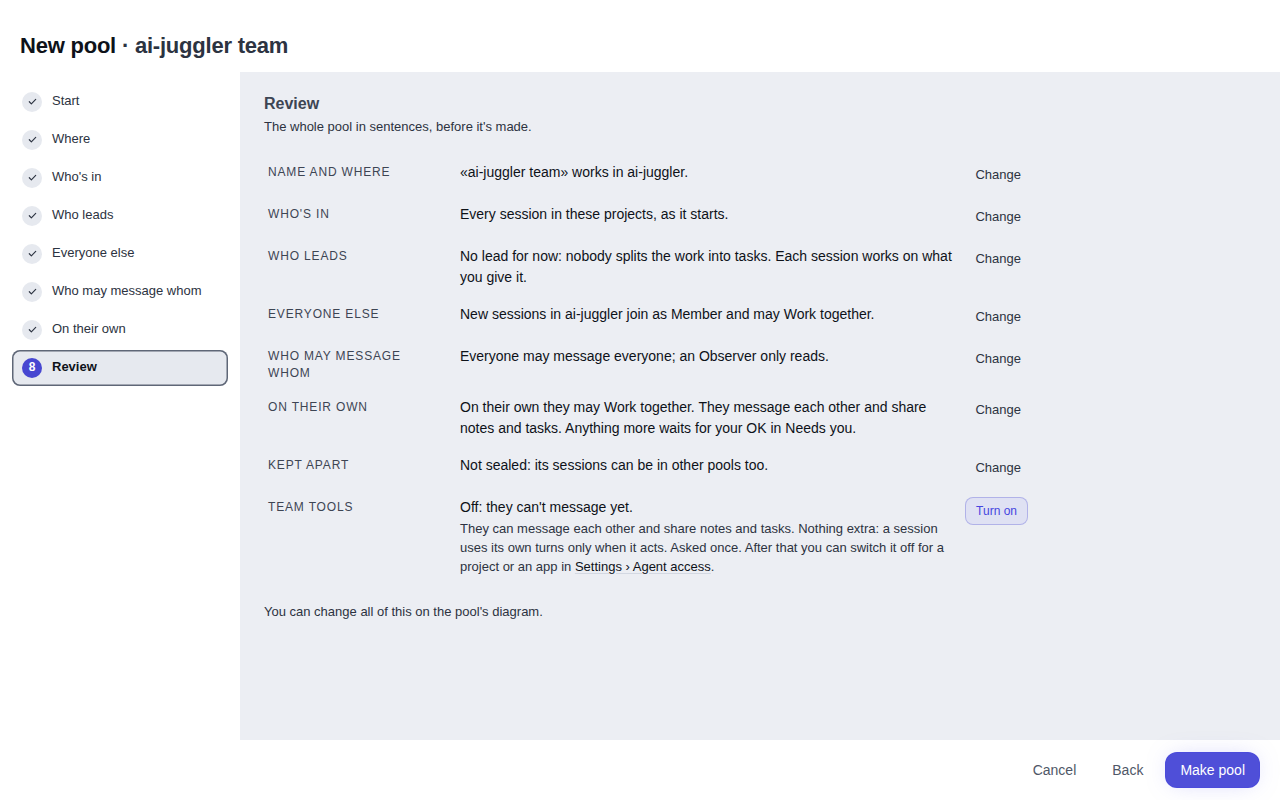 New pool · ai-juggler team
Start
Where
Who's in
Who leads
Everyone else
Who may message whom
On their own
8 Review
Review
The whole pool in sentences, before it's made.
NAME AND WHERE
«ai-juggler team» works in ai-juggler.
Change
WHO'S IN
Every session in these projects, as it starts.
Change
WHO LEADS
No lead for now: nobody splits the work into tasks. Each session works on what
you give it.
Change
EVERYONE ELSE
New sessions in ai-juggler join as Member and may Work together.
Change
WHO MAY MESSAGE
WHOM
Everyone may message everyone; an Observer only reads.
Change
ON THEIR OWN
On their own they may Work together. They message each other and share
notes and tasks. Anything more waits for your OK in Needs you.
Change
KEPT APART
Not sealed: its sessions can be in other pools too.
Change
TEAM TOOLS
Off: they can't message yet.
They can message each other and share notes and tasks. Nothing extra: a session
uses its own turns only when it acts. Asked once. After that you can switch it off for a
project or an app in Settings › Agent access.
Turn on
You can change all of this on the pool's diagram.
Cancel
Back
Make pool